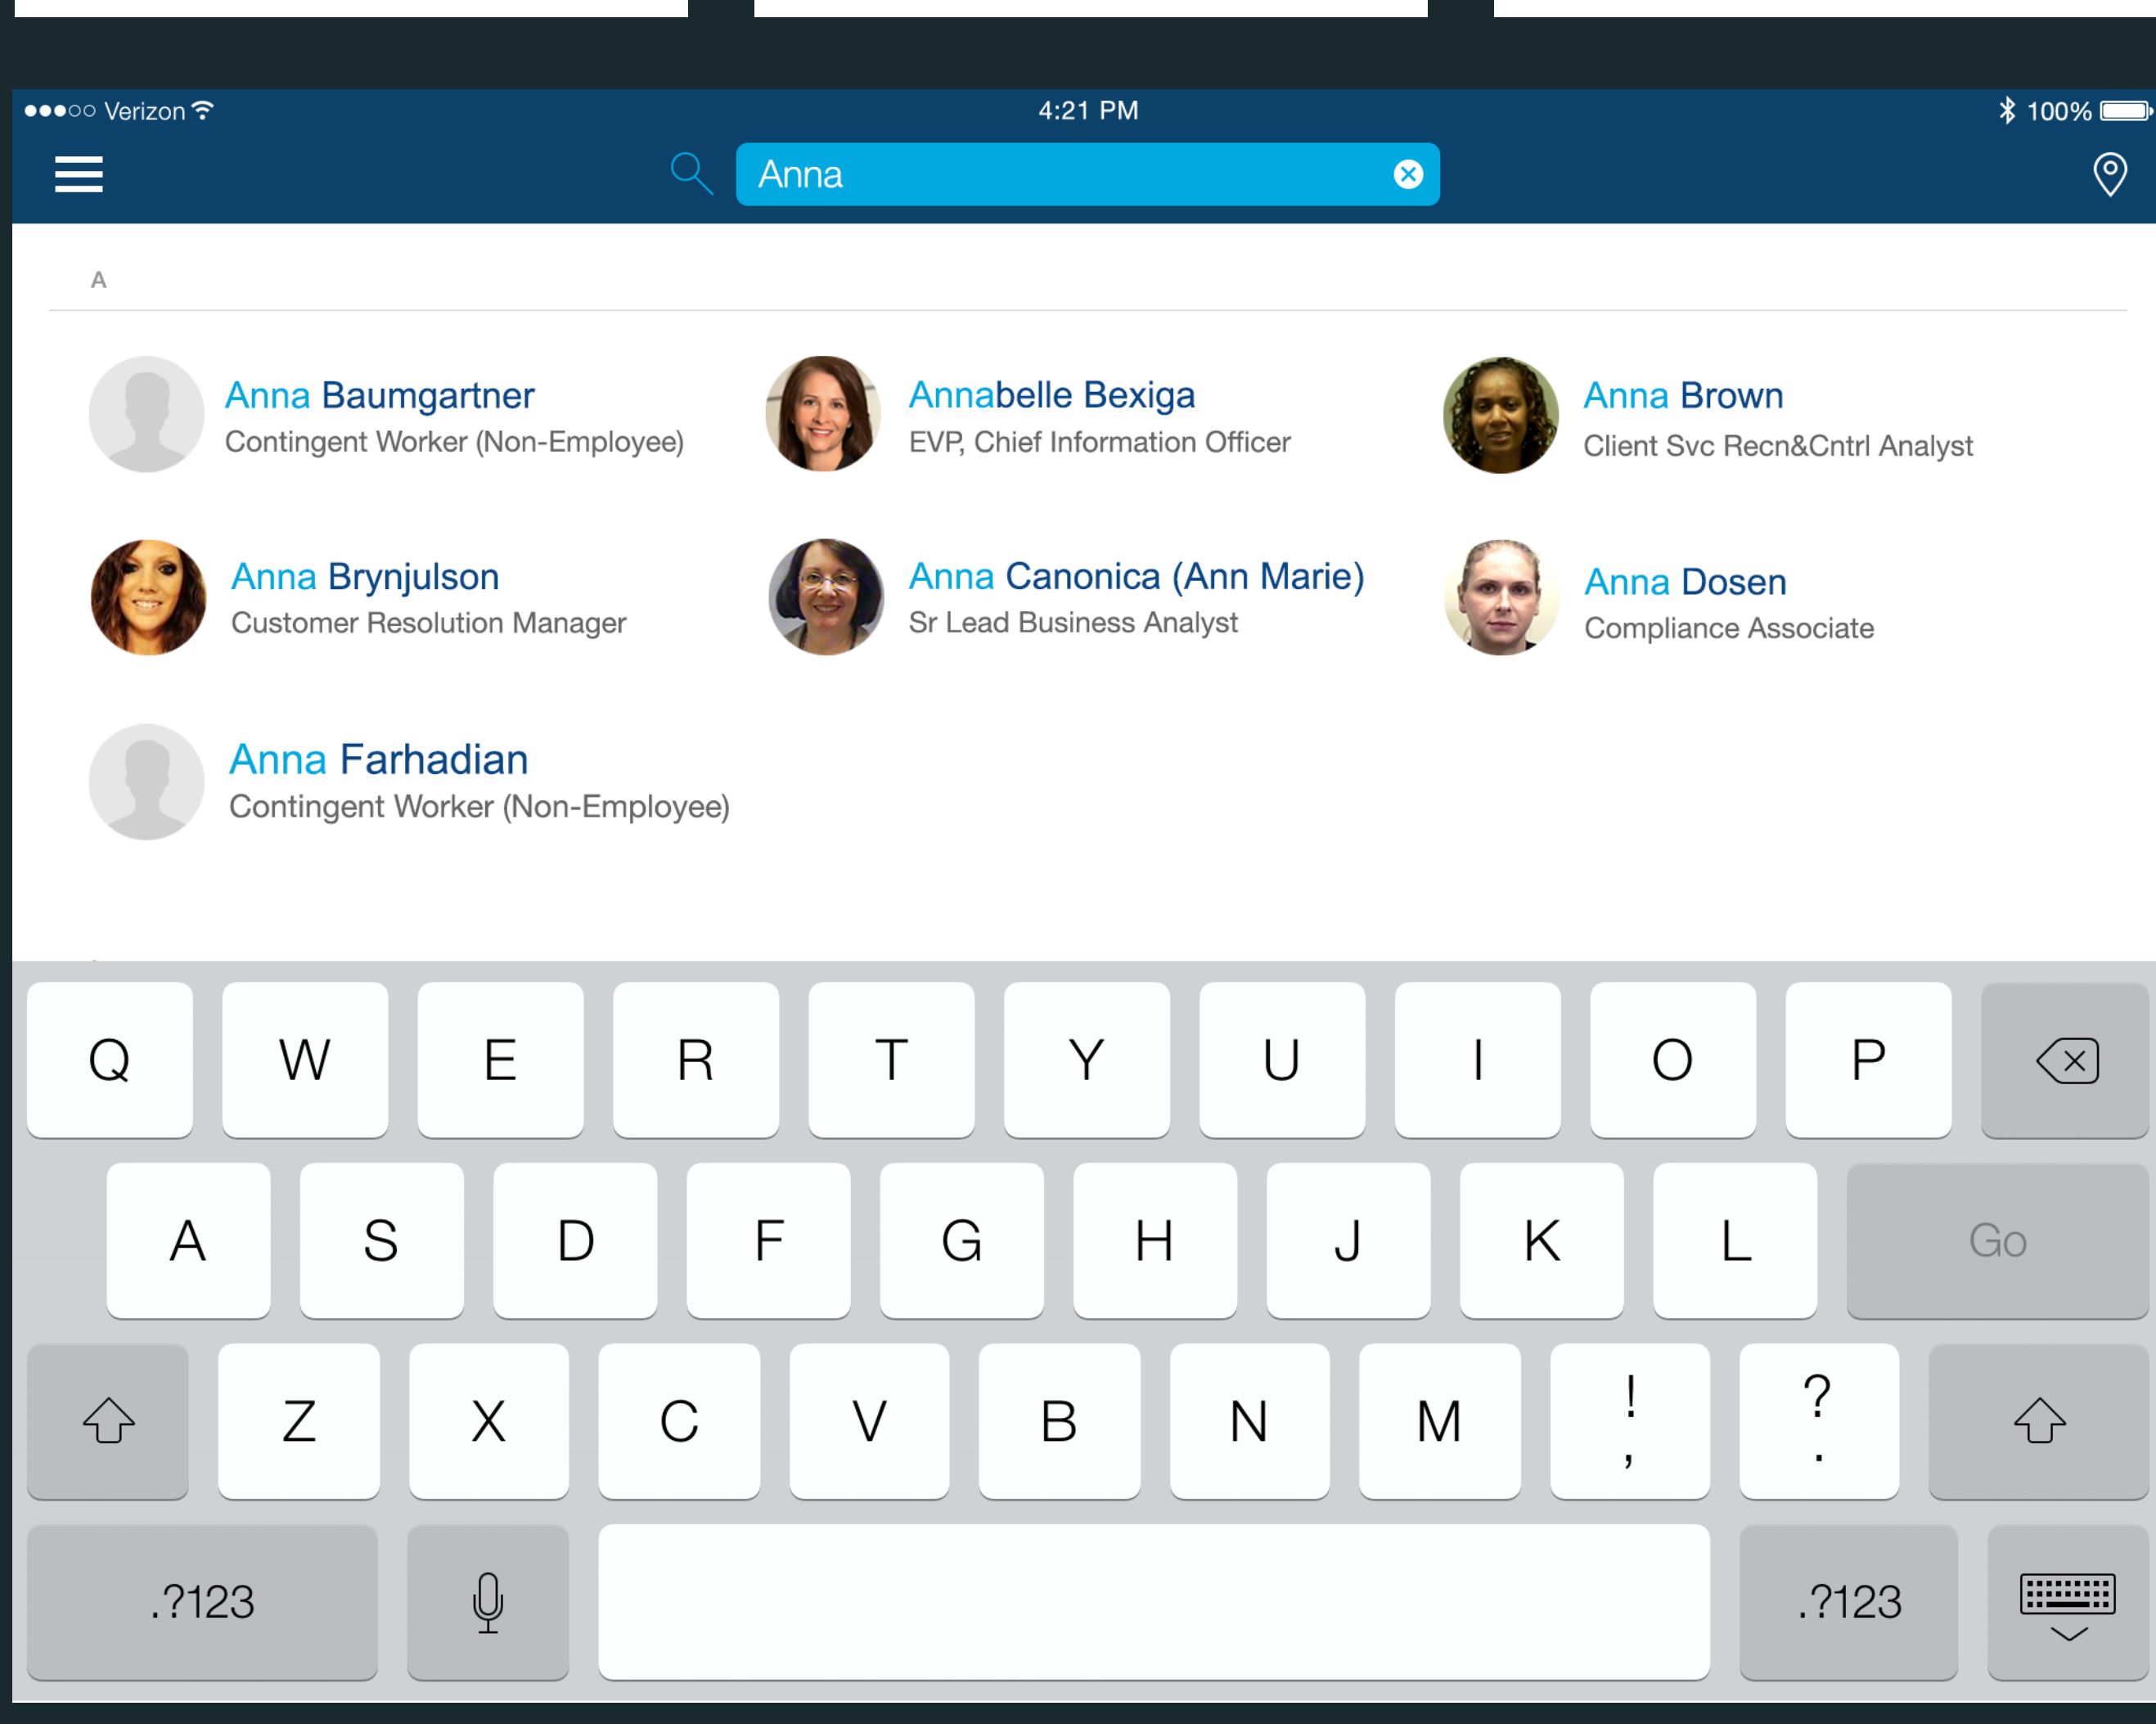 Verizon 4:21 PM 100%
Anna
A
Anna Baumgartner
Contingent Worker (Non-Employee)
Annabelle Bexiga
EVP, Chief Information Officer
Anna Brown
Client Svc Recn&Cntrl Analyst
Anna Brynjulson
Customer Resolution Manager
Anna Canonica (Ann Marie)
Sr Lead Business Analyst
Anna Dosen
Compliance Associate
Anna Farhadian
Contingent Worker (Non-Employee)
Q W E R T Y U I O P
A S D F G H J K L Go
Z X C V B N M ! , ? .
.?123 .?123